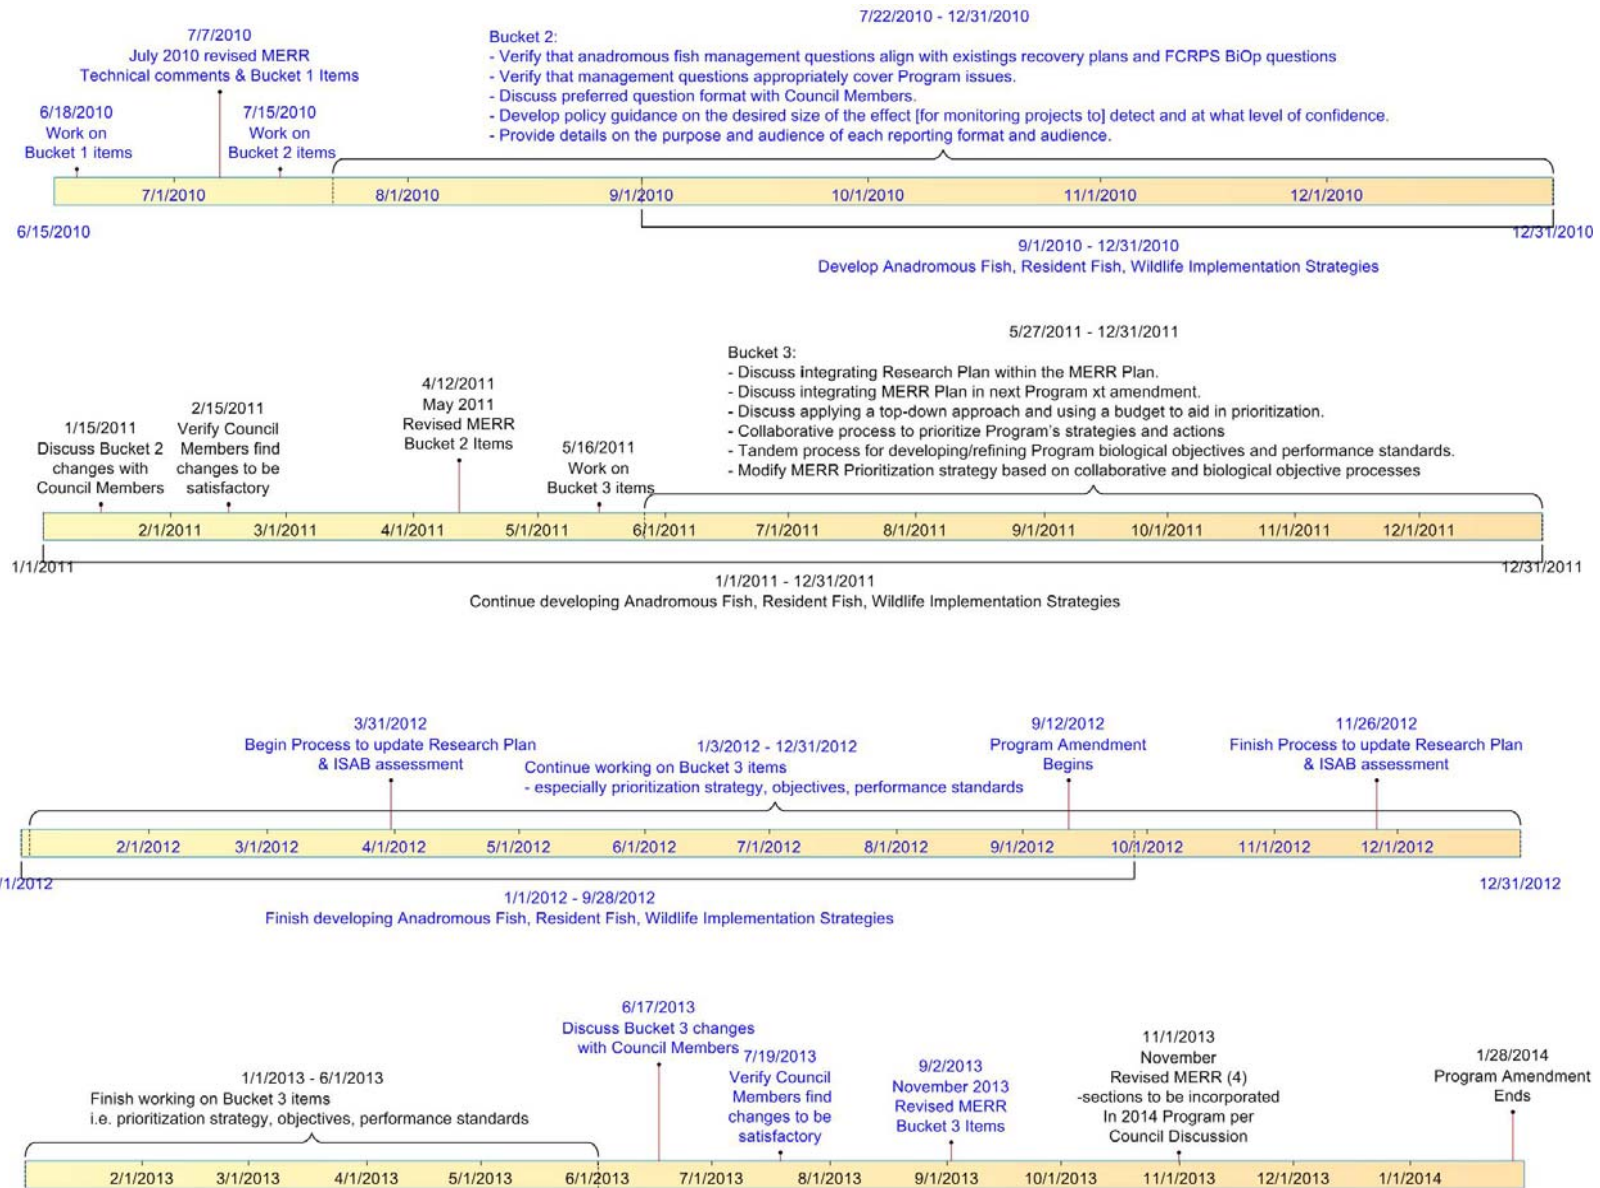 7/22/2010 - 12/31/2010
7/7/2010
July 2010 revised MERR
Technical comments & Bucket 1 Items
Bucket 2:
- Verify that anadromous fish management questions align with existings recovery plans and FCRPS BiOp questions
- Verify that management questions appropriately cover Program issues.
- Discuss preferred question format with Council Members.
- Develop policy guidance on the desired size of the effect [for monitoring projects to] detect and at what level of confidence.
- Provide details on the purpose and audience of each reporting format and audience.
6/18/2010
Work on
Bucket 1 items
7/15/2010
Work on
Bucket 2 items
7/1/2010 8/1/2010 9/1/2010 10/1/2010 11/1/2010 12/1/2010
6/15/2010 12/31/2010
9/1/2010 - 12/31/2010
Develop Anadromous Fish, Resident Fish, Wildlife Implementation Strategies
5/27/2011 - 12/31/2011
Bucket 3:
- Discuss integrating Research Plan within the MERR Plan.
- Discuss integrating MERR Plan in next Program xt amendment.
- Discuss applying a top-down approach and using a budget to aid in prioritization.
- Collaborative process to prioritize Program's strategies and actions
- Tandem process for developing/refining Program biological objectives and performance standards.
- Modify MERR Prioritization strategy based on collaborative and biological objective processes
1/15/2011
Discuss Bucket 2
changes with
Council Members
2/15/2011
Verify Council
Members find
changes to be
satisfactory
4/12/2011
May 2011
Revised MERR
Bucket 2 Items
5/16/2011
Work on
Bucket 3 items
2/1/2011 3/1/2011 4/1/2011 5/1/2011 6/1/2011 7/1/2011 8/1/2011 9/1/2011 10/1/2011 11/1/2011 12/1/2011
1/1/2011 12/31/2011
1/1/2011 - 12/31/2011
Continue developing Anadromous Fish, Resident Fish, Wildlife Implementation Strategies
3/31/2012
Begin Process to update Research Plan
& ISAB assessment
1/3/2012 - 12/31/2012
Continue working on Bucket 3 items
- especially prioritization strategy, objectives, performance standards
9/12/2012
Program Amendment
Begins
11/26/2012
Finish Process to update Research Plan
& ISAB assessment
2/1/2012 3/1/2012 4/1/2012 5/1/2012 6/1/2012 7/1/2012 8/1/2012 9/1/2012 10/1/2012 11/1/2012 12/1/2012
/1/2012 12/31/2012
1/1/2012 - 9/28/2012
Finish developing Anadromous Fish, Resident Fish, Wildlife Implementation Strategies
1/1/2013 - 6/1/2013
Finish working on Bucket 3 items
i.e. prioritization strategy, objectives, performance standards
6/17/2013
Discuss Bucket 3 changes
with Council Members
7/19/2013
Verify Council
Members find
changes to be
satisfactory
9/2/2013
November 2013
Revised MERR
Bucket 3 Items
11/1/2013
November
Revised MERR (4)
-sections to be incorporated
In 2014 Program per
Council Discussion
1/28/2014
Program Amendment
Ends
2/1/2013 3/1/2013 4/1/2013 5/1/2013 6/1/2013 7/1/2013 8/1/2013 9/1/2013 10/1/2013 11/1/2013 12/1/2013 1/1/2014